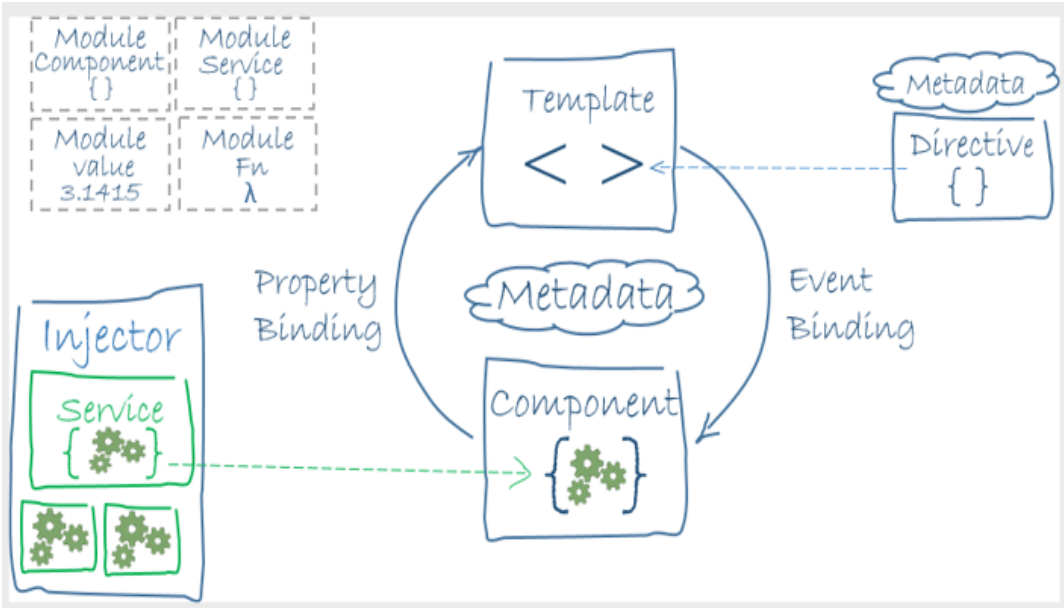 Module
Component
{ }
Module
Service
{ }
Module
value
3.1415
Module
Fn
λ
Template
< >
Metadata
Directive
{ }
Property
Binding
Metadata
Event
Binding
Injector
Service
{ }
Component
{ }